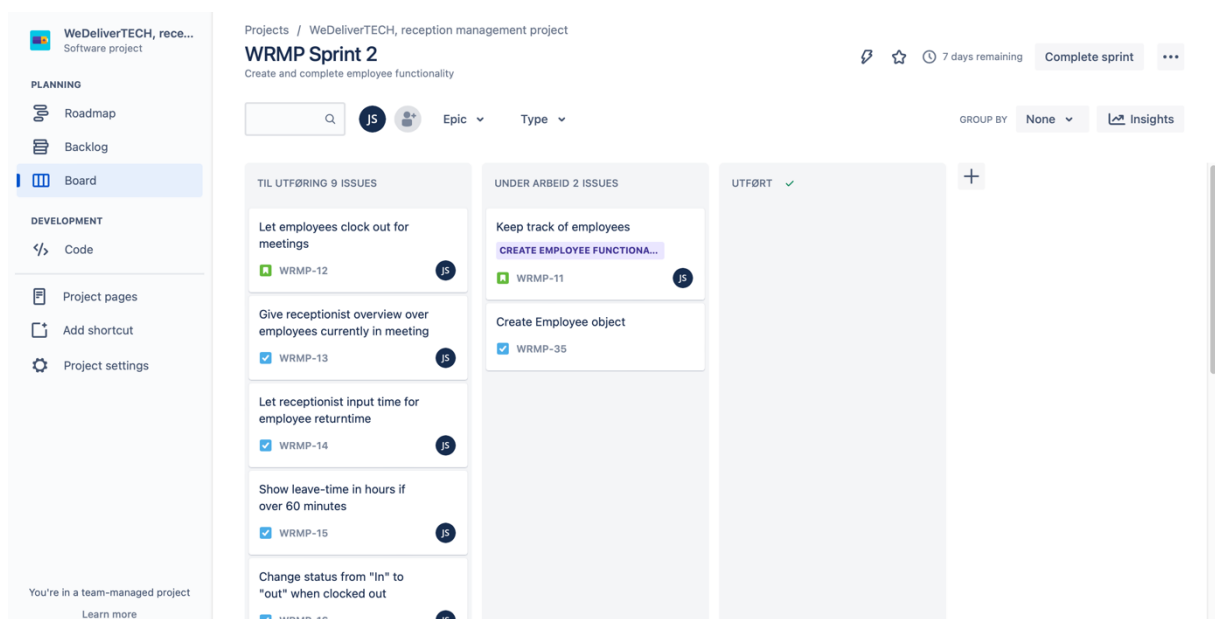 WeDeliverTECH, rece...
Software project
PLANNING
Roadmap
Backlog
Board
DEVELOPMENT
Code
Project pages
Add shortcut
Project settings
You're in a team-managed project
Learn more
Projects / WeDeliverTECH, reception management project
WRMP Sprint 2
Create and complete employee functionality
7 days remaining
Complete sprint
JS
Epic
Type
GROUP BY
None
Insights
TIL UTFØRING 9 ISSUES
Let employees clock out for
meetings
WRMP-12
JS
Give receptionist overview over
employees currently in meeting
WRMP-13
JS
Let receptionist input time for
employee returntime
WRMP-14
JS
Show leave-time in hours if
over 60 minutes
WRMP-15
JS
Change status from "In" to
"out" when clocked out
UNDER ARBEID 2 ISSUES
Keep track of employees
CREATE EMPLOYEE FUNCTIONA...
WRMP-11
JS
Create Employee object
WRMP-35
UTFØRT